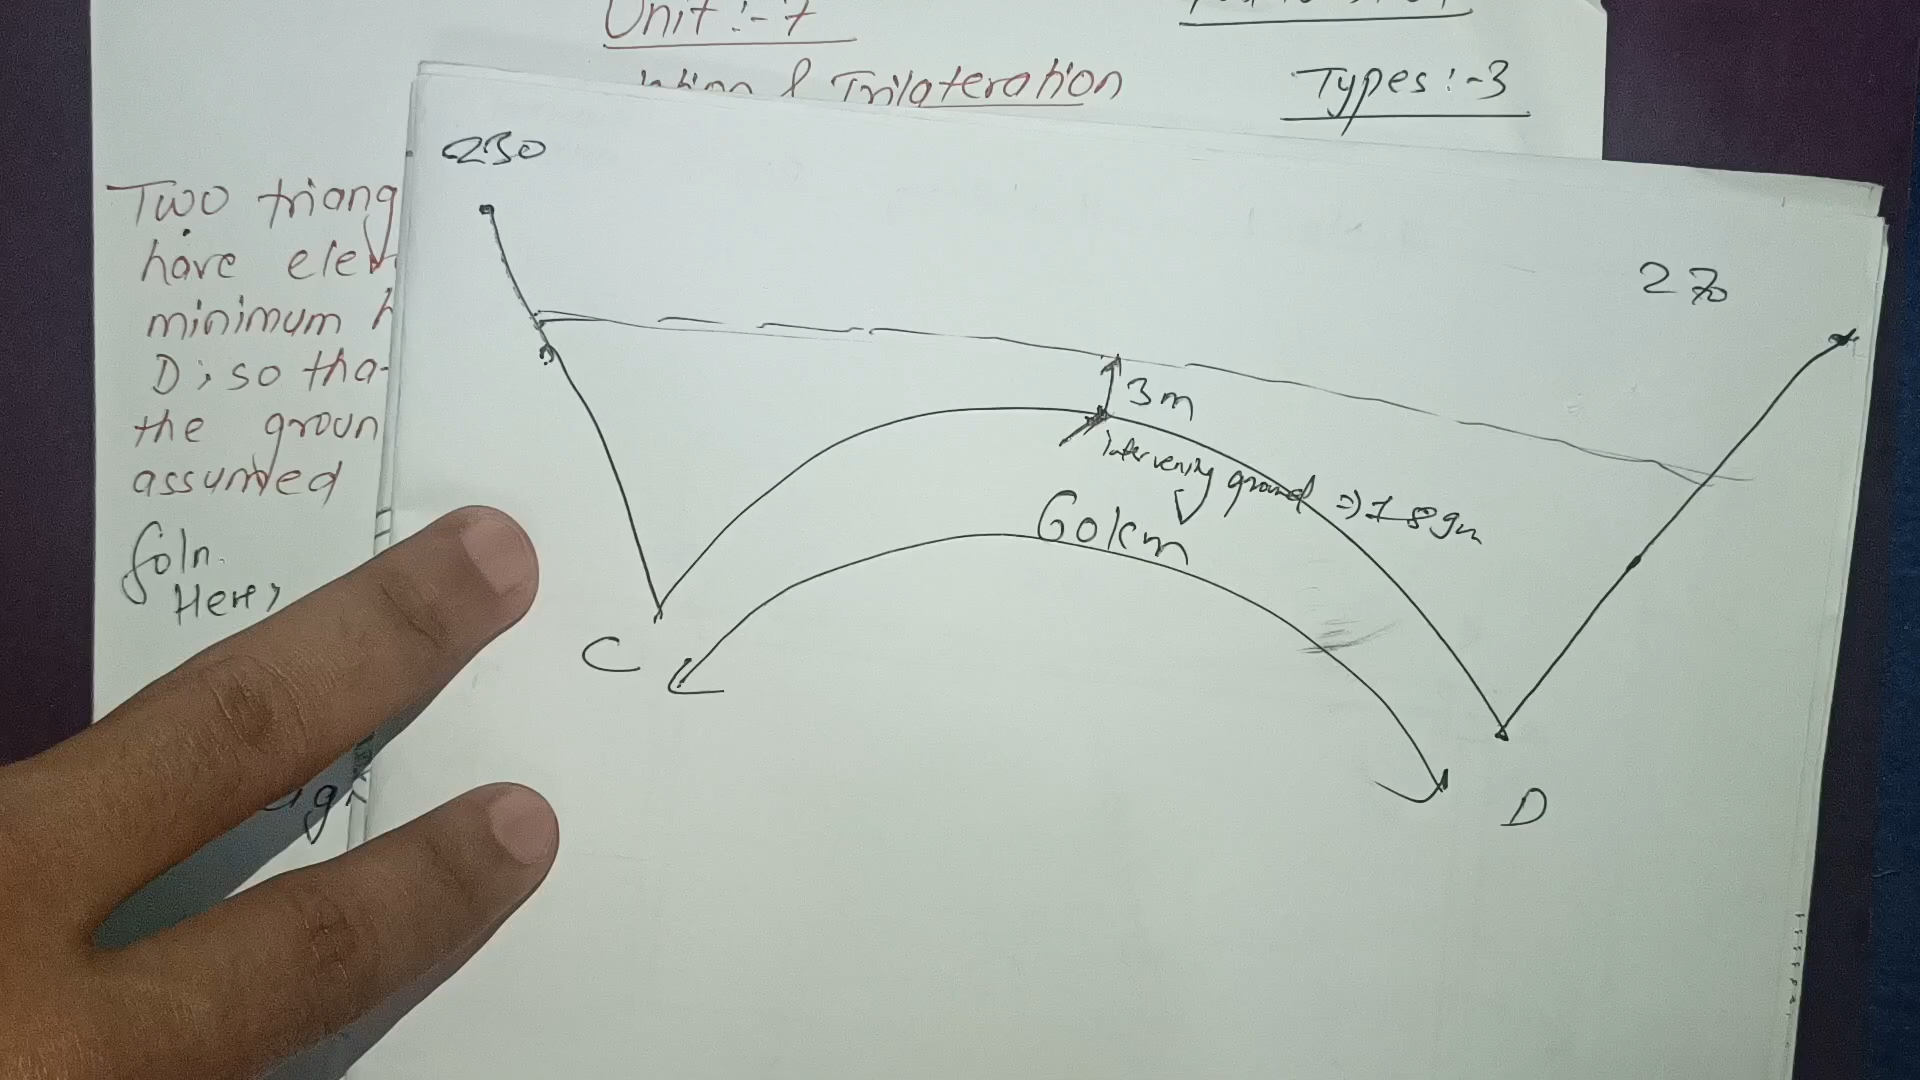 Unit :- 7
& Trilateration
Types :- 3
230
Two triang
have elev
minimum h
D; so tha-
the groun
assumed
Soln.
Here,
270
3m
intervening ground => 189m
60km
C
D